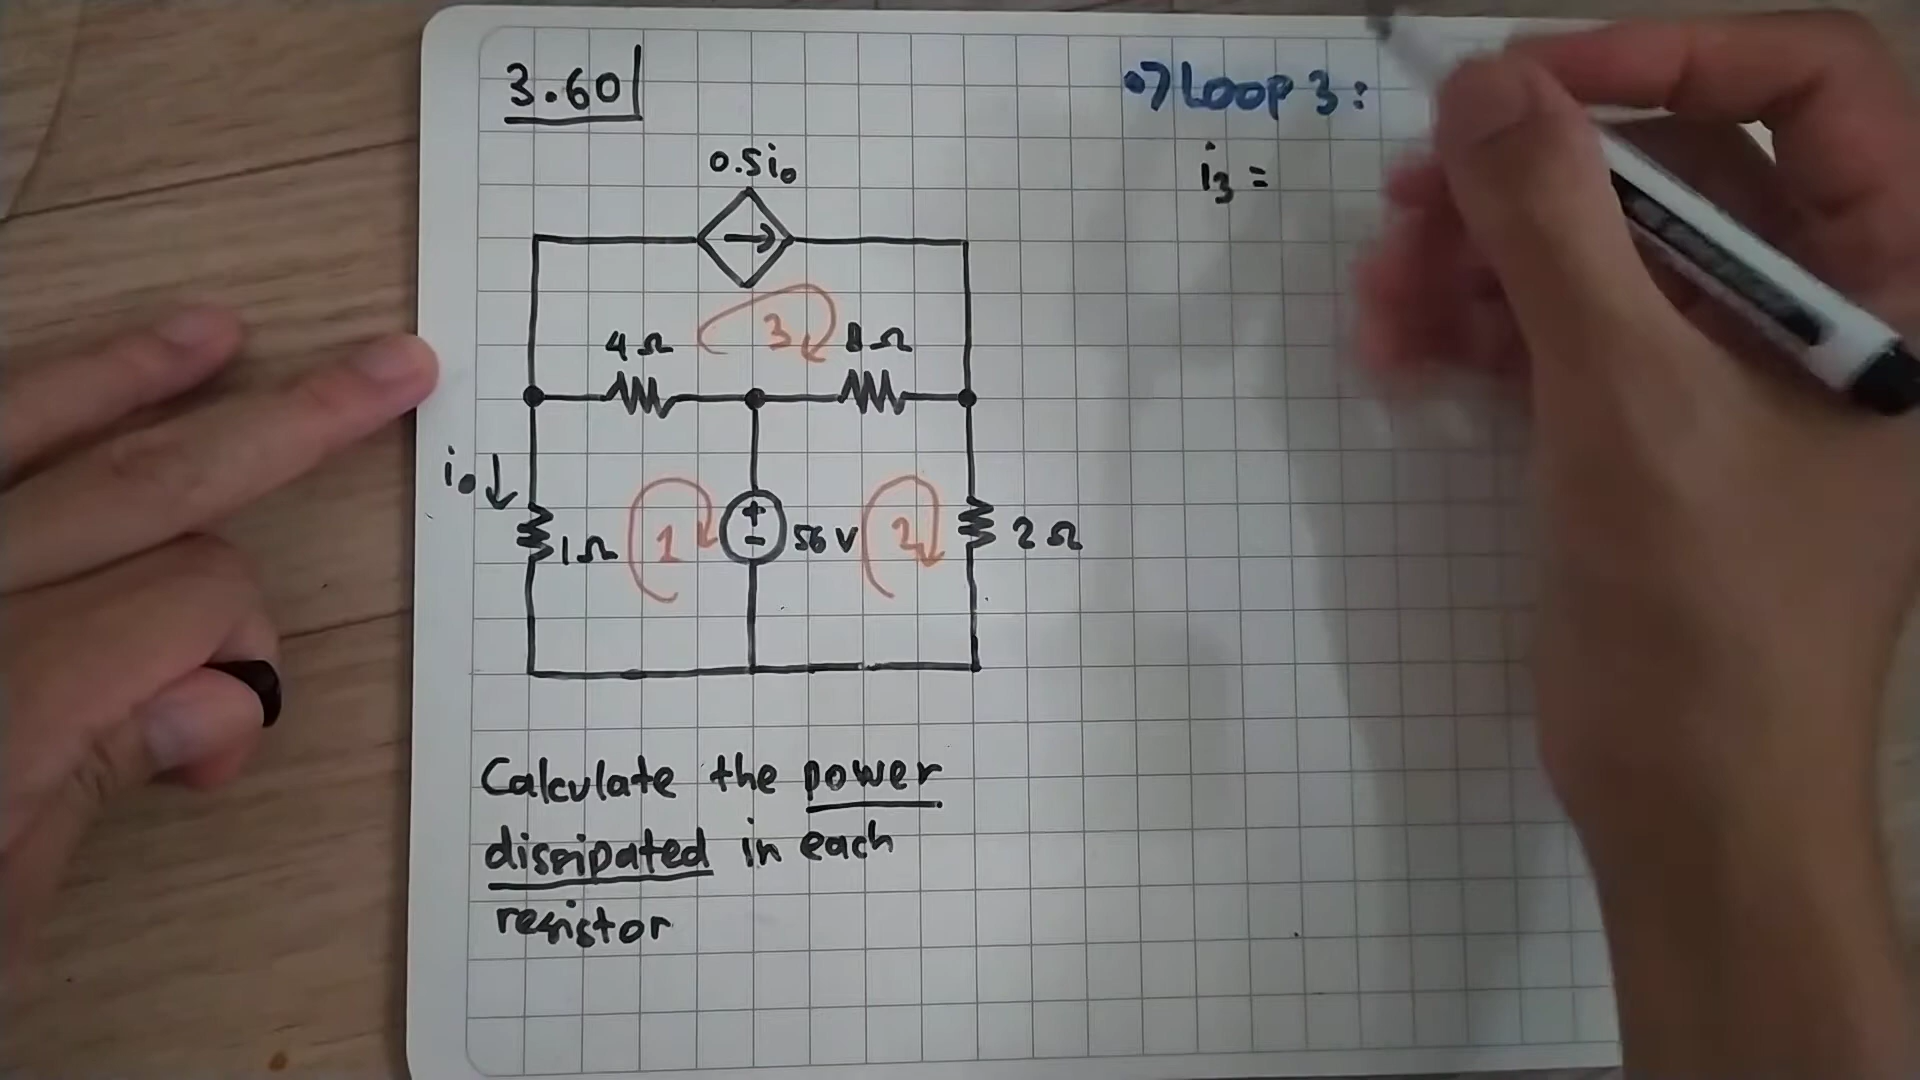 3.60
•) Loop 3:
i3 =
0.5i0
3
4Ω
8Ω
i0
1Ω
1
56 V
2
2Ω
Calculate the power
dissipated in each
resistor